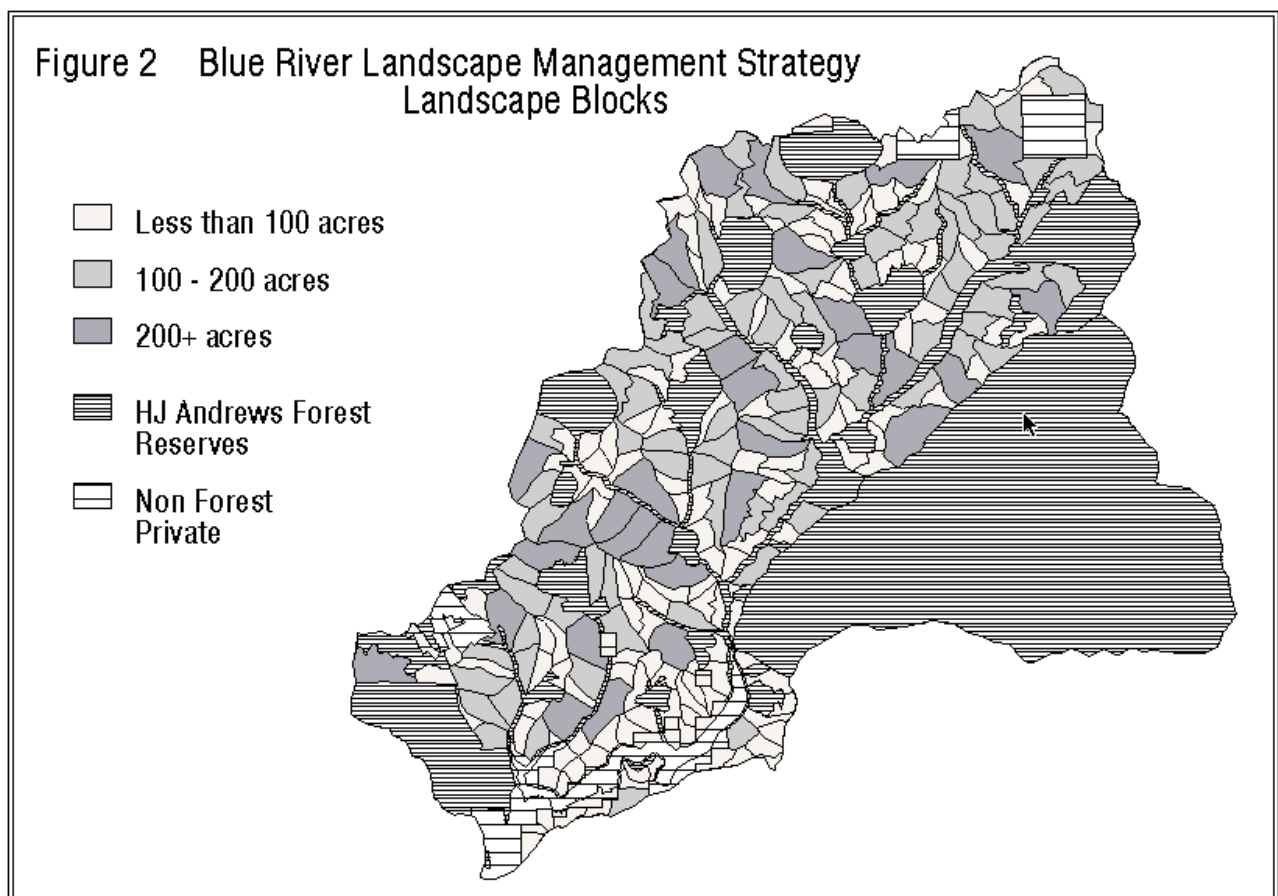 Figure 2 Blue River Landscape Management Strategy
Landscape Blocks
Less than 100 acres
100 - 200 acres
200+ acres
HJ Andrews Forest
Reserves
Non Forest
Private